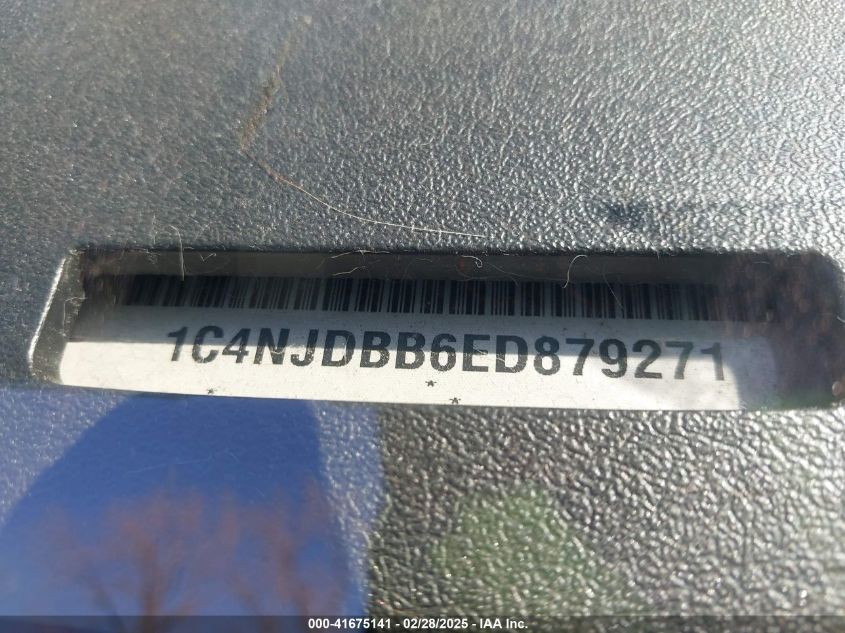 1C4NJDBB6ED879271
* * *
000-41675141 - 02/28/2025 - IAA Inc.